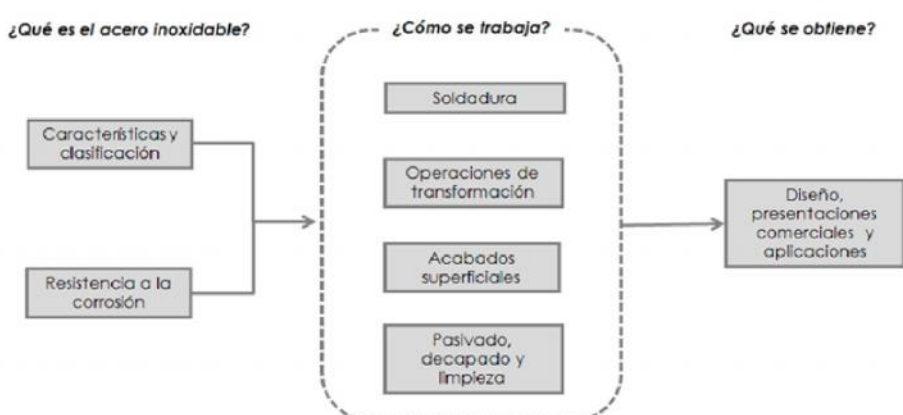 ¿Qué es el acero inoxidable?
¿Cómo se trabaja?
¿Qué se obtiene?
Características y
clasificación
Resistencia a la
corrosión
Soldadura
Operaciones de
transformación
Acabados
superficiales
Pasivado,
decapado y
limpieza
Diseño,
presentaciones
comerciales y
aplicaciones